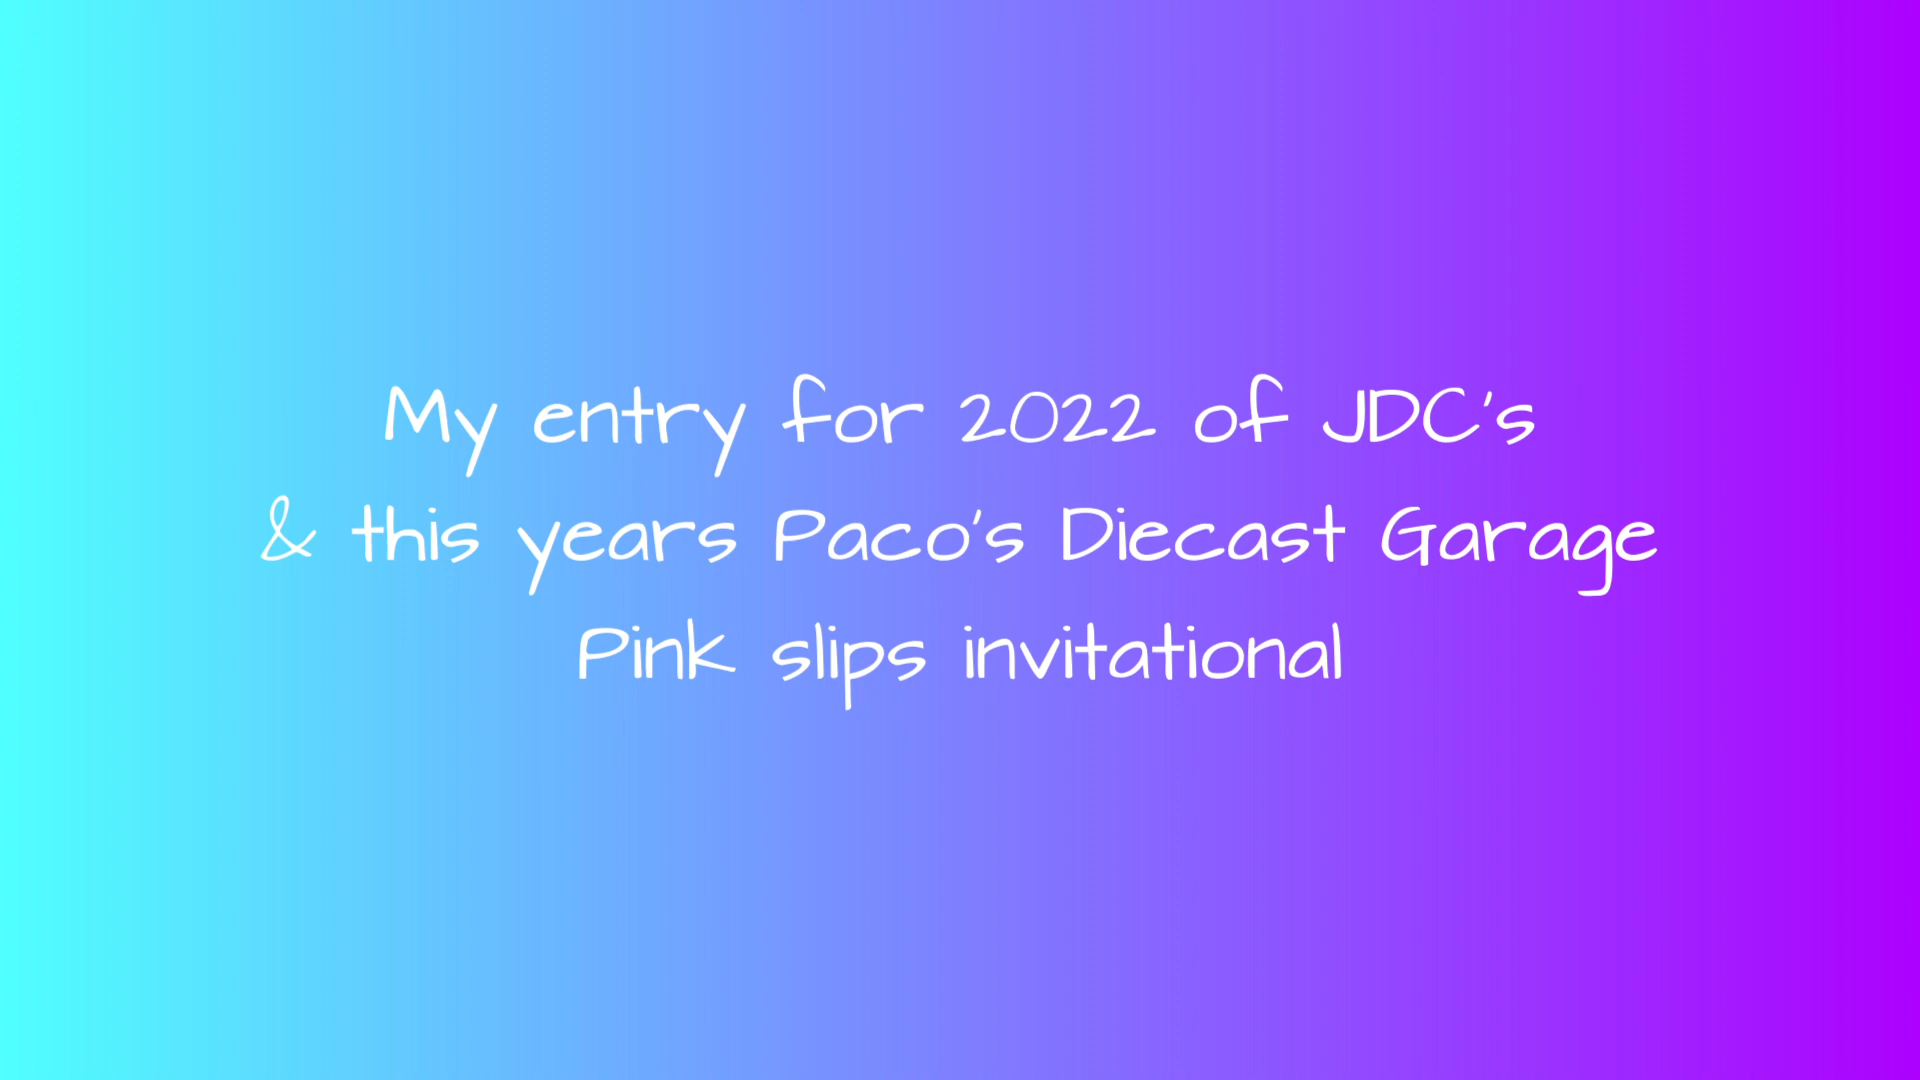 My entry for 2022 of JDC's
& this years Paco's Diecast Garage
Pink slips invitational